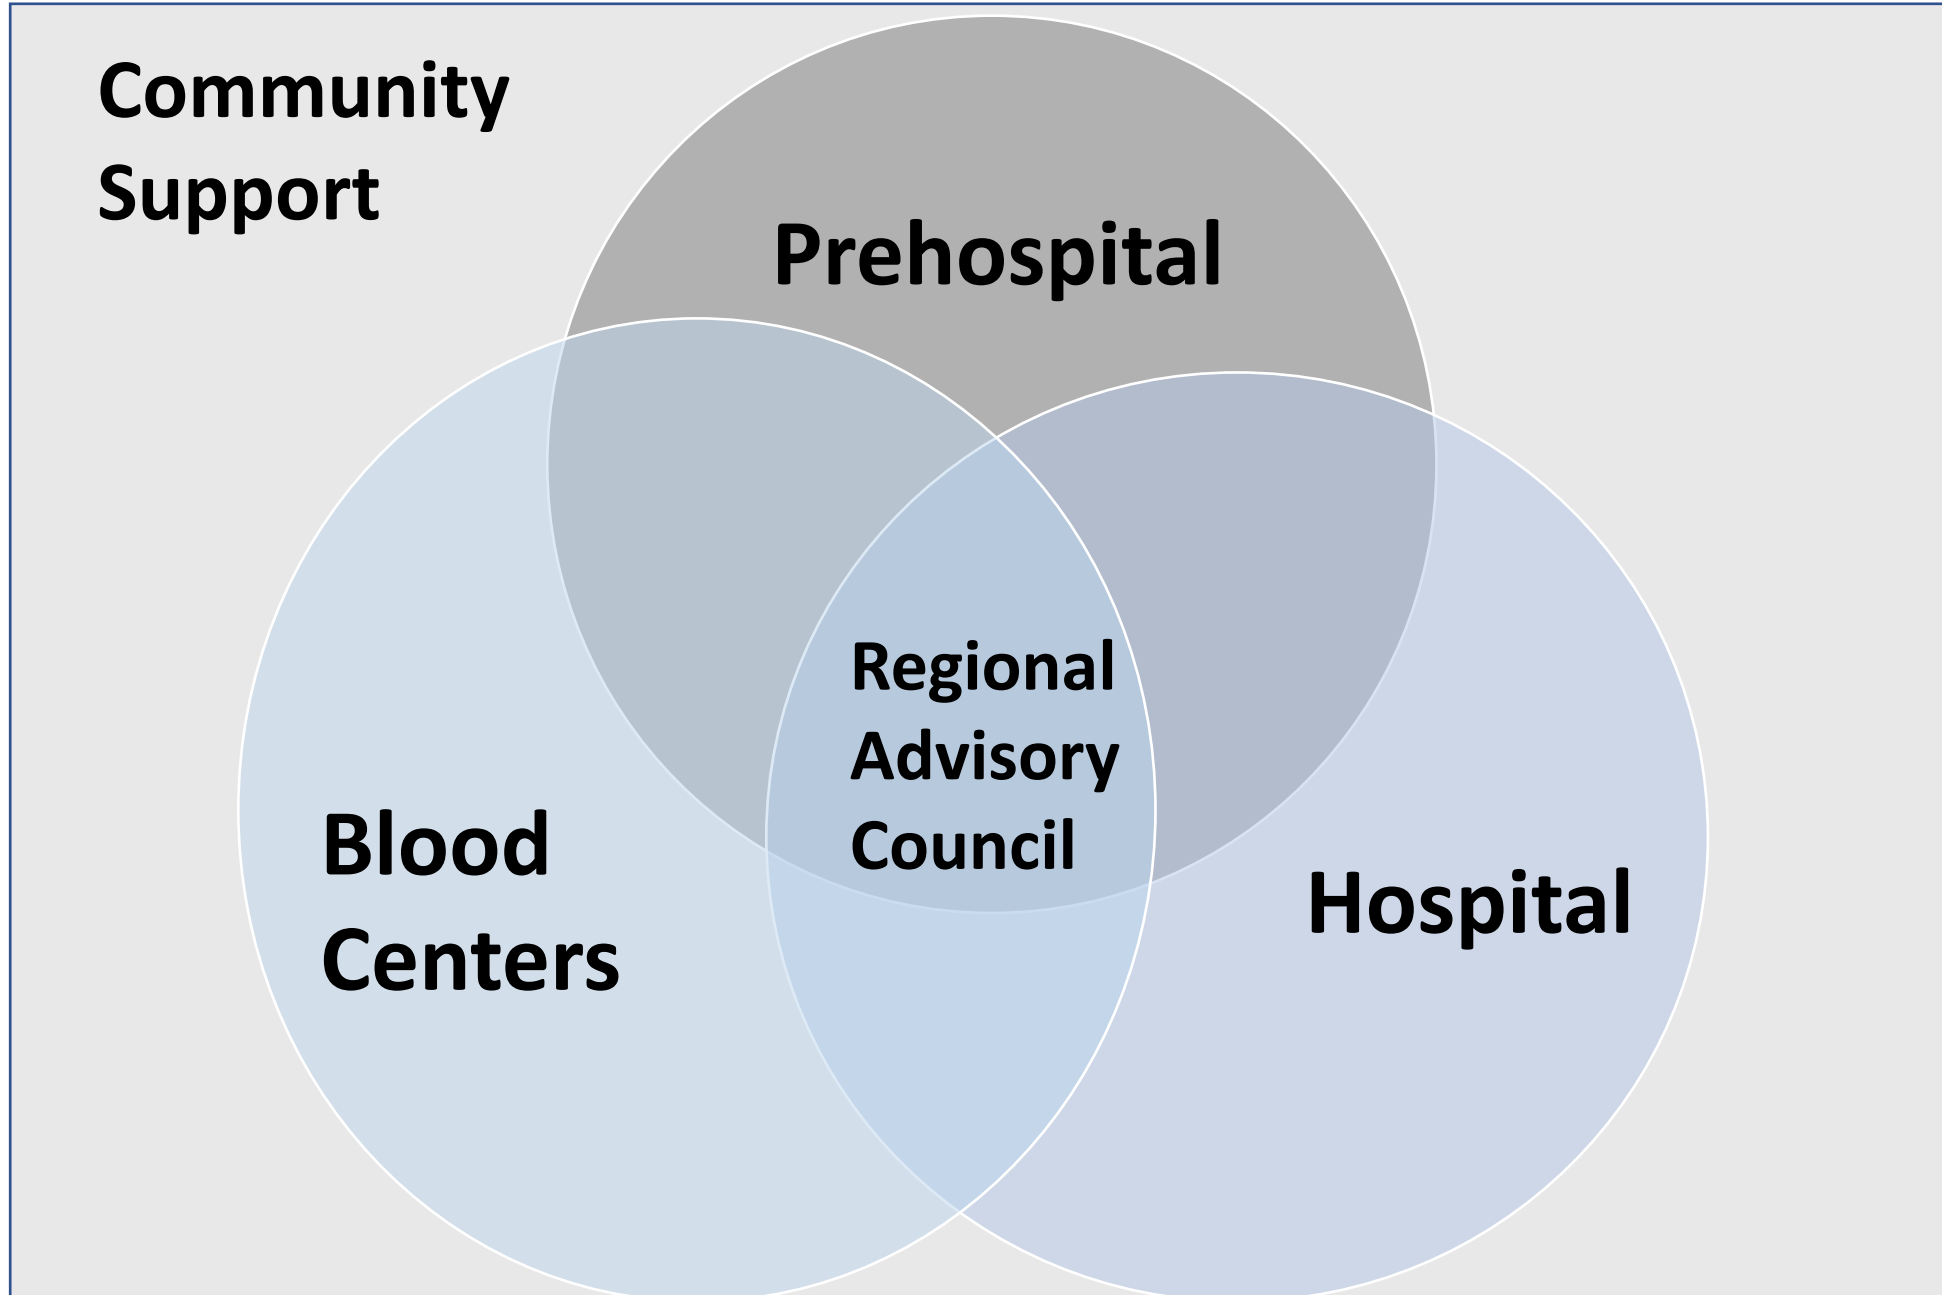 Community
Support
Prehospital
Regional
Advisory
Council
Blood
Centers
Hospital